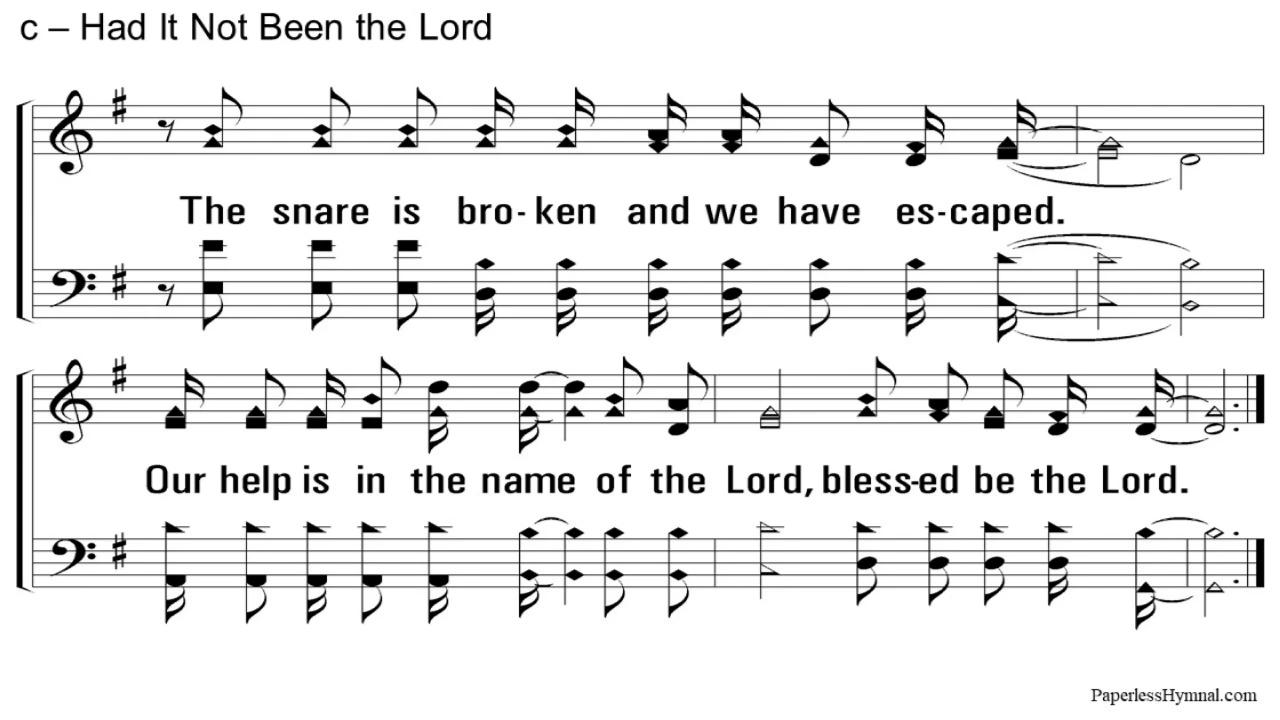 c – Had It Not Been the Lord
The snare is bro-ken and we have es-caped.
Our help is in the name of the Lord, bless-ed be the Lord.
PaperlessHymnal.com